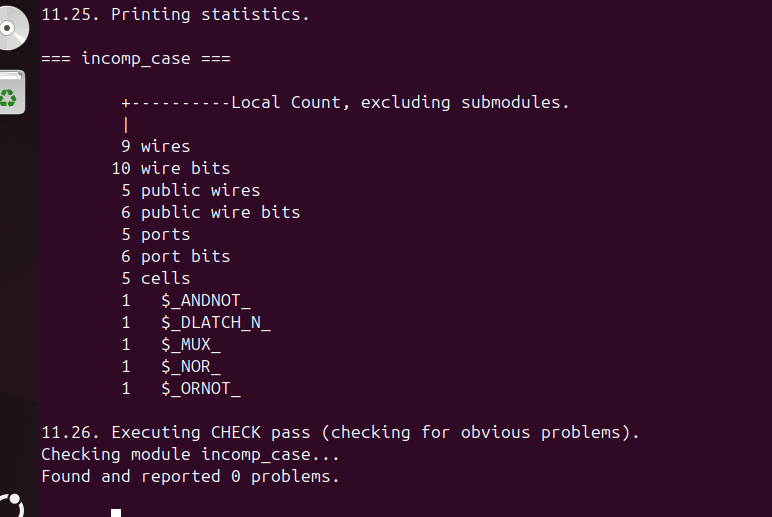 11.25. Printing statistics.
=== incomp_case ===
+----------Local Count, excluding submodules.
|
9 wires
10 wire bits
5 public wires
6 public wire bits
5 ports
6 port bits
5 cells
1   $_ANDNOT_
1   $_DLATCH_N_
1   $_MUX_
1   $_NOR_
1   $_ORNOT_
11.26. Executing CHECK pass (checking for obvious problems).
Checking module incomp_case...
Found and reported 0 problems.